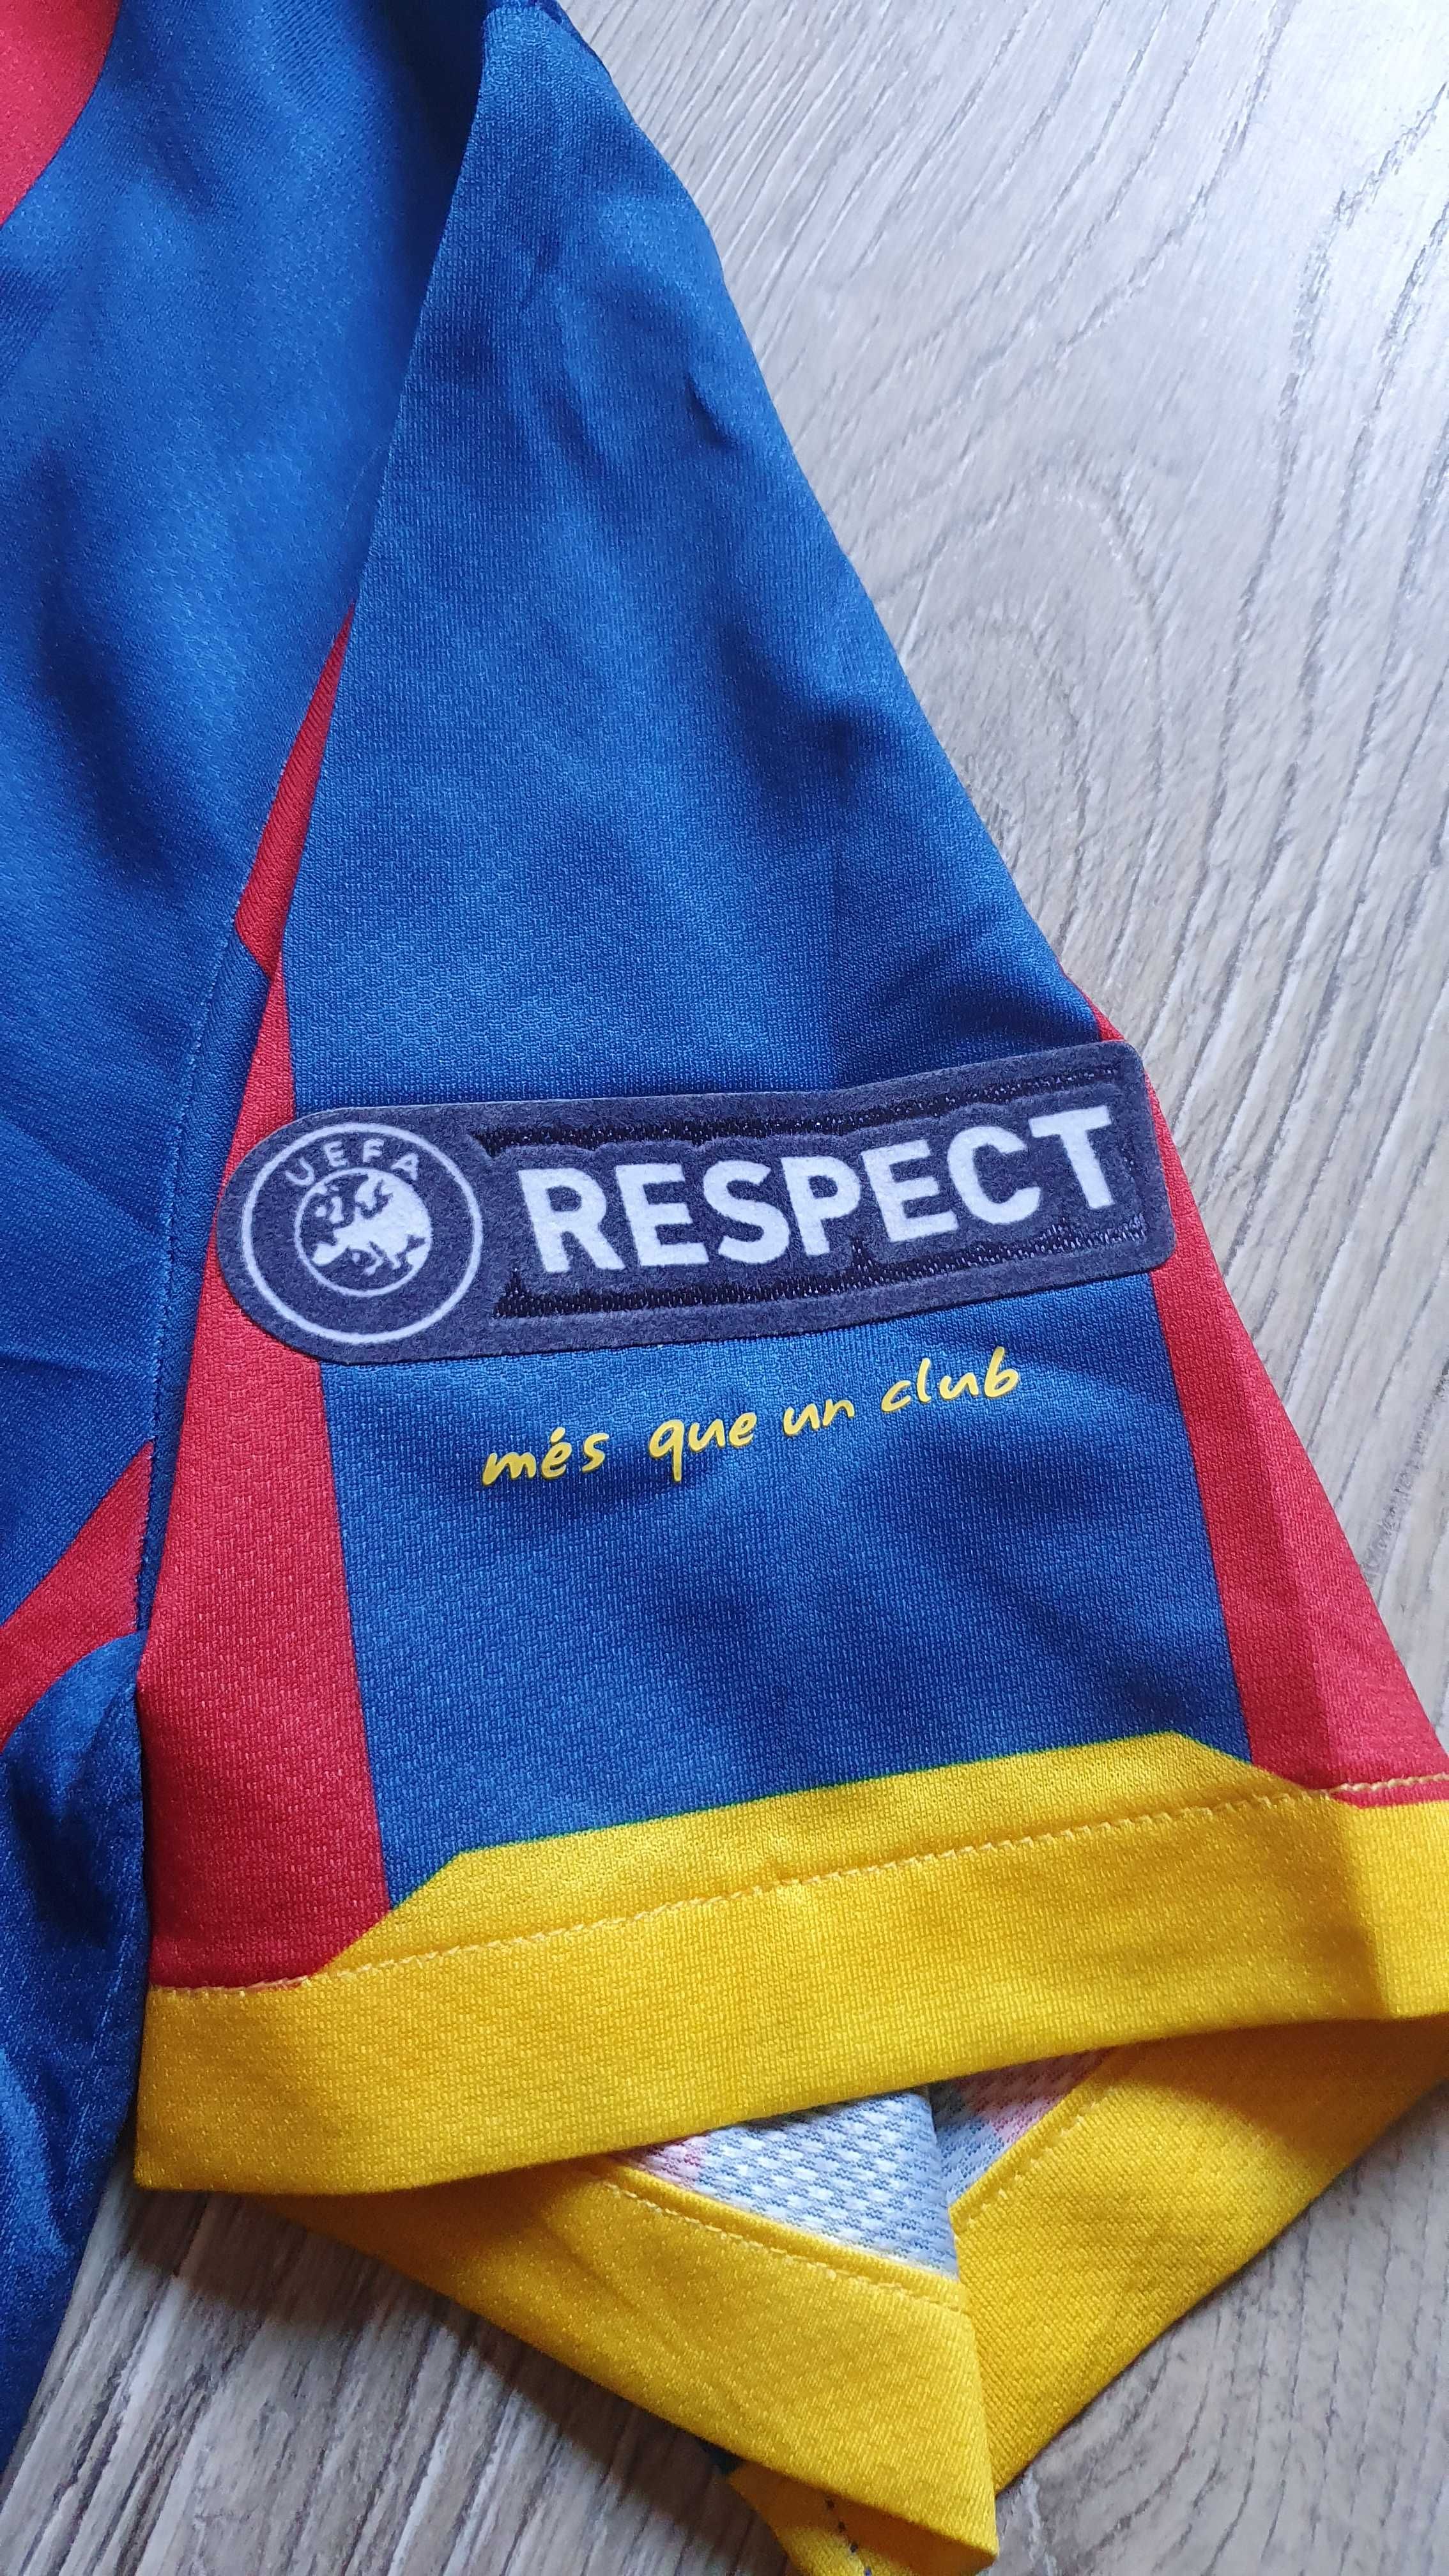 UEFA
RESPECT
més que un club